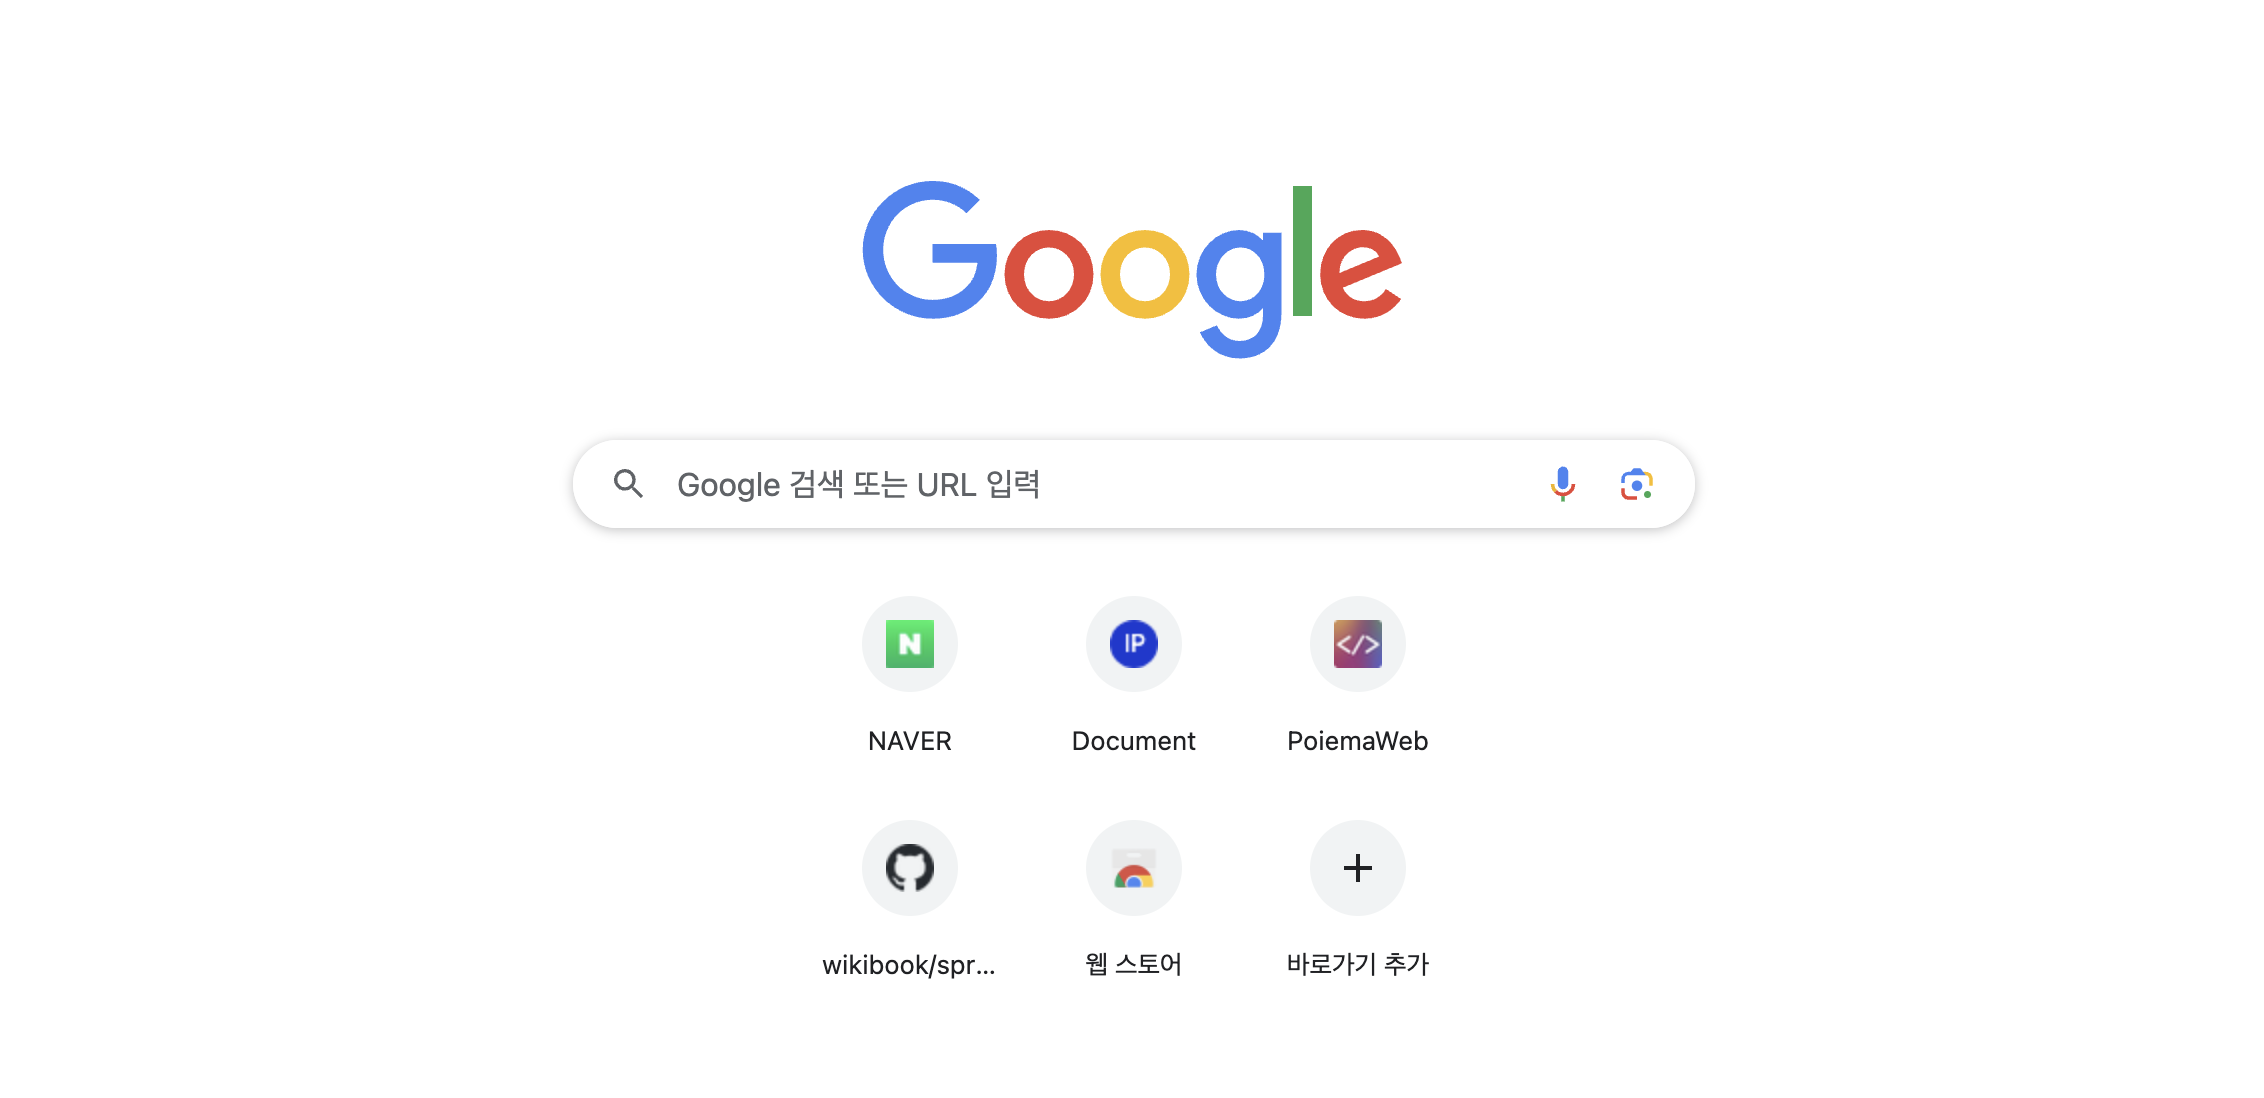 Google
Google 검색 또는 URL 입력
N
IP
</>
NAVER
Document
PoiemaWeb
wikibook/spr...
웹 스토어
바로가기 추가